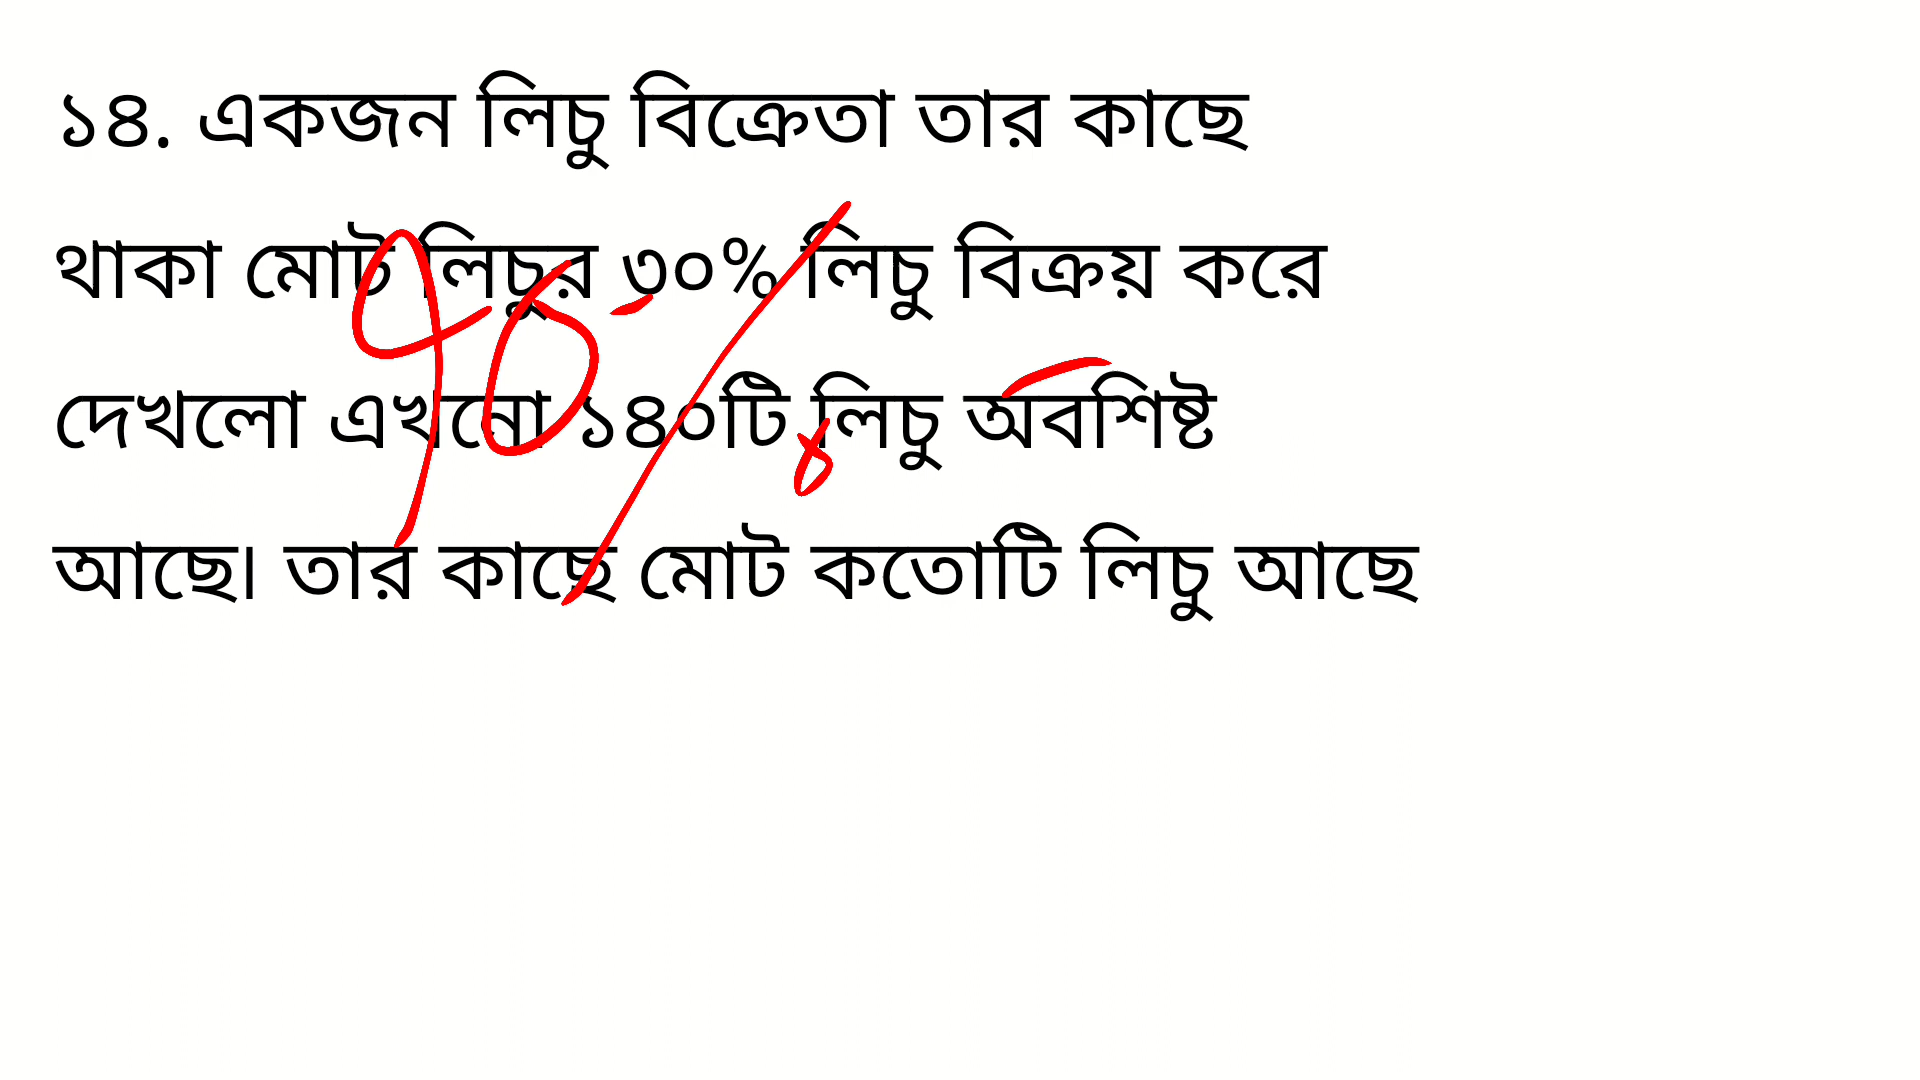 ১৪. একজন লিচু বিক্রেতা তার কাছে
থাকা মোট লিচুর ৩০% লিচু বিক্রয় করে
দেখলো এখনো ১৪০টি লিচু অবশিষ্ট
আছে। তার কাছে মোট কতোটি লিচু আছে